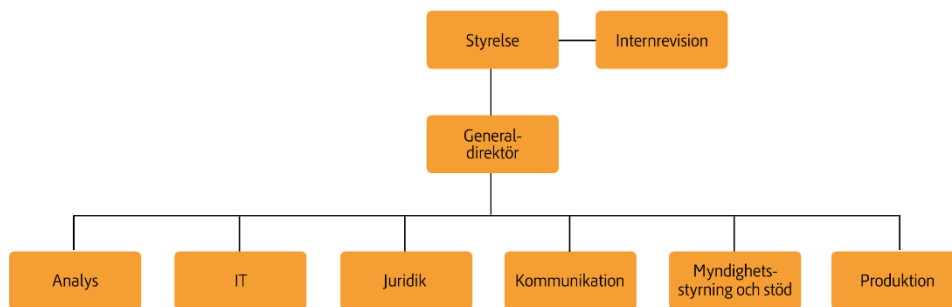 Styrelse
Internrevision
General-
direktör
Analys
IT
Juridik
Kommunikation
Myndighets-
styrning och stöd
Produktion